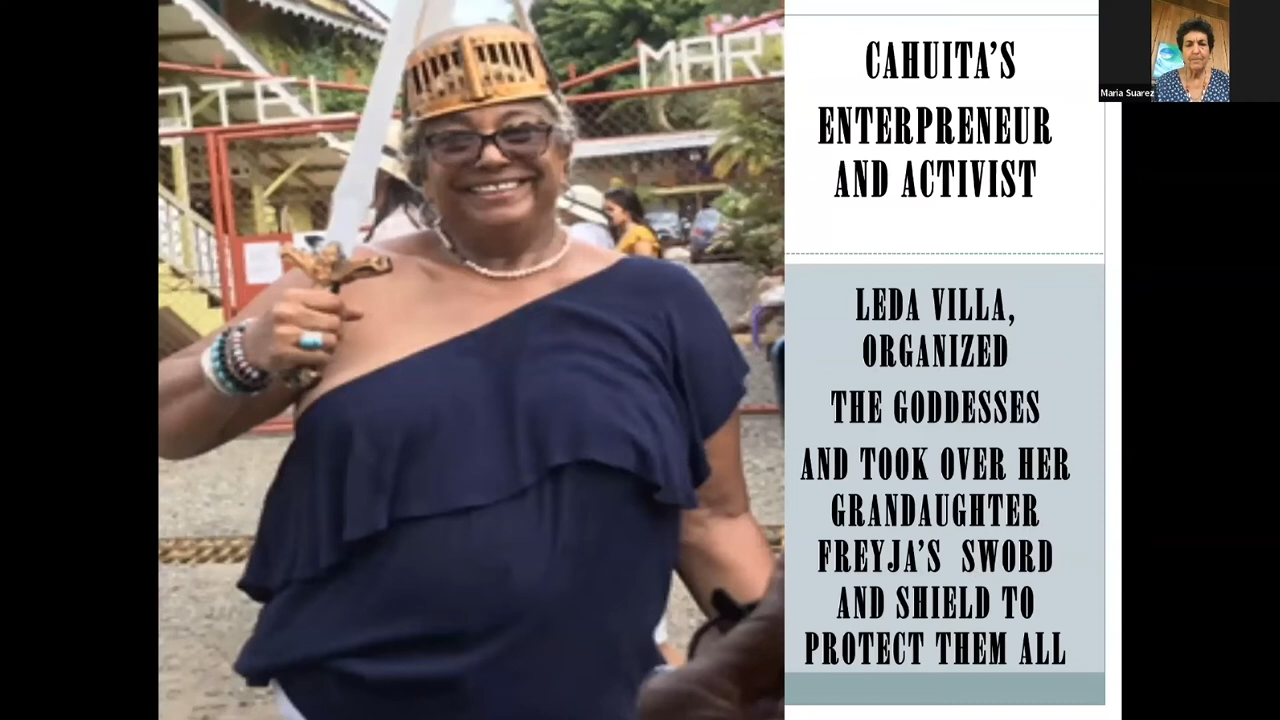 CAHUITA'S
ENTERPRENEUR
AND ACTIVIST
LEDA VILLA,
ORGANIZED
THE GODDESSES
AND TOOK OVER HER
GRANDAUGHTER
FREYJA'S SWORD
AND SHIELD TO
PROTECT THEM ALL
Maria Suarez